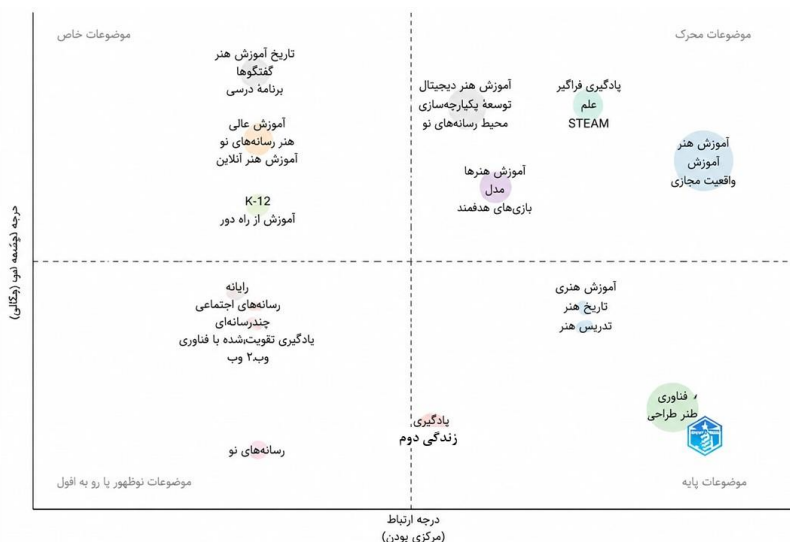 موضوعات خاص
موضوعات محرک
تاریخ آموزش هنر
گفتگوها
برنامهٔ درسی
آموزش عالی
هنر رسانه‌های نو
آموزش هنر آنلاین
K-12
آموزش از راه دور
آموزش هنر دیجیتال
توسعهٔ یکپارچه‌سازی
محیط رسانه‌های نو
یادگیری فراگیر
علم
STEAM
آموزش هنر
آموزش
واقعیت مجازی
آموزش هنرها
مدل
بازی‌های هدفمند
رایانه
رسانه‌های اجتماعی
چندرسانه‌ای
یادگیری تقویت‌شده با فناوری
وب۲. وب
رسانه‌های نو
آموزش هنری
تاریخ هنر
تدریس هنر
، فناوری
طنر طراحی
یادگیری
زندگی دوم
موضوعات نوظهور یا رو به افول
موضوعات پایه
درجه ارتباط
(مرکزی بودن)
درجه